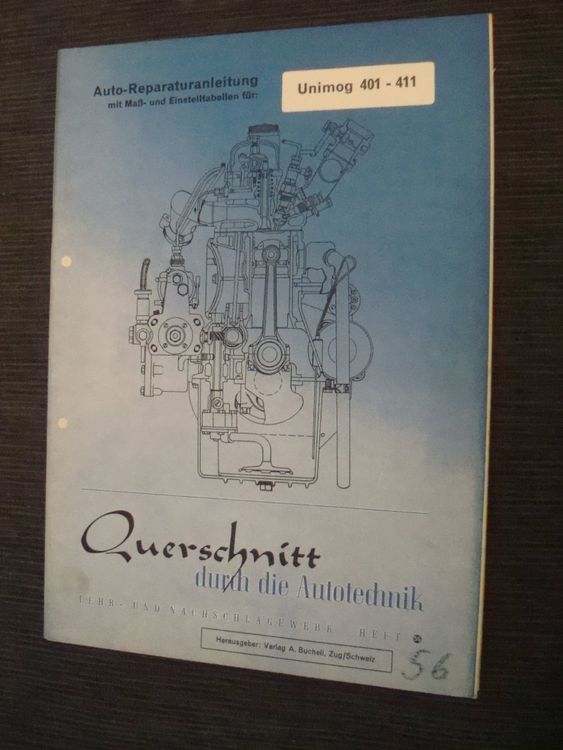 Auto-Reparaturanleitung
mit Maß- und Einstelltabellen für:
Unimog 401 - 411
Querschnitt
durch die Autotechnik
LEHR- UND NACHSCHLAGEWERK HEFT
Herausgeber: Verlag A. Bucheli, Zug/Schweiz
56